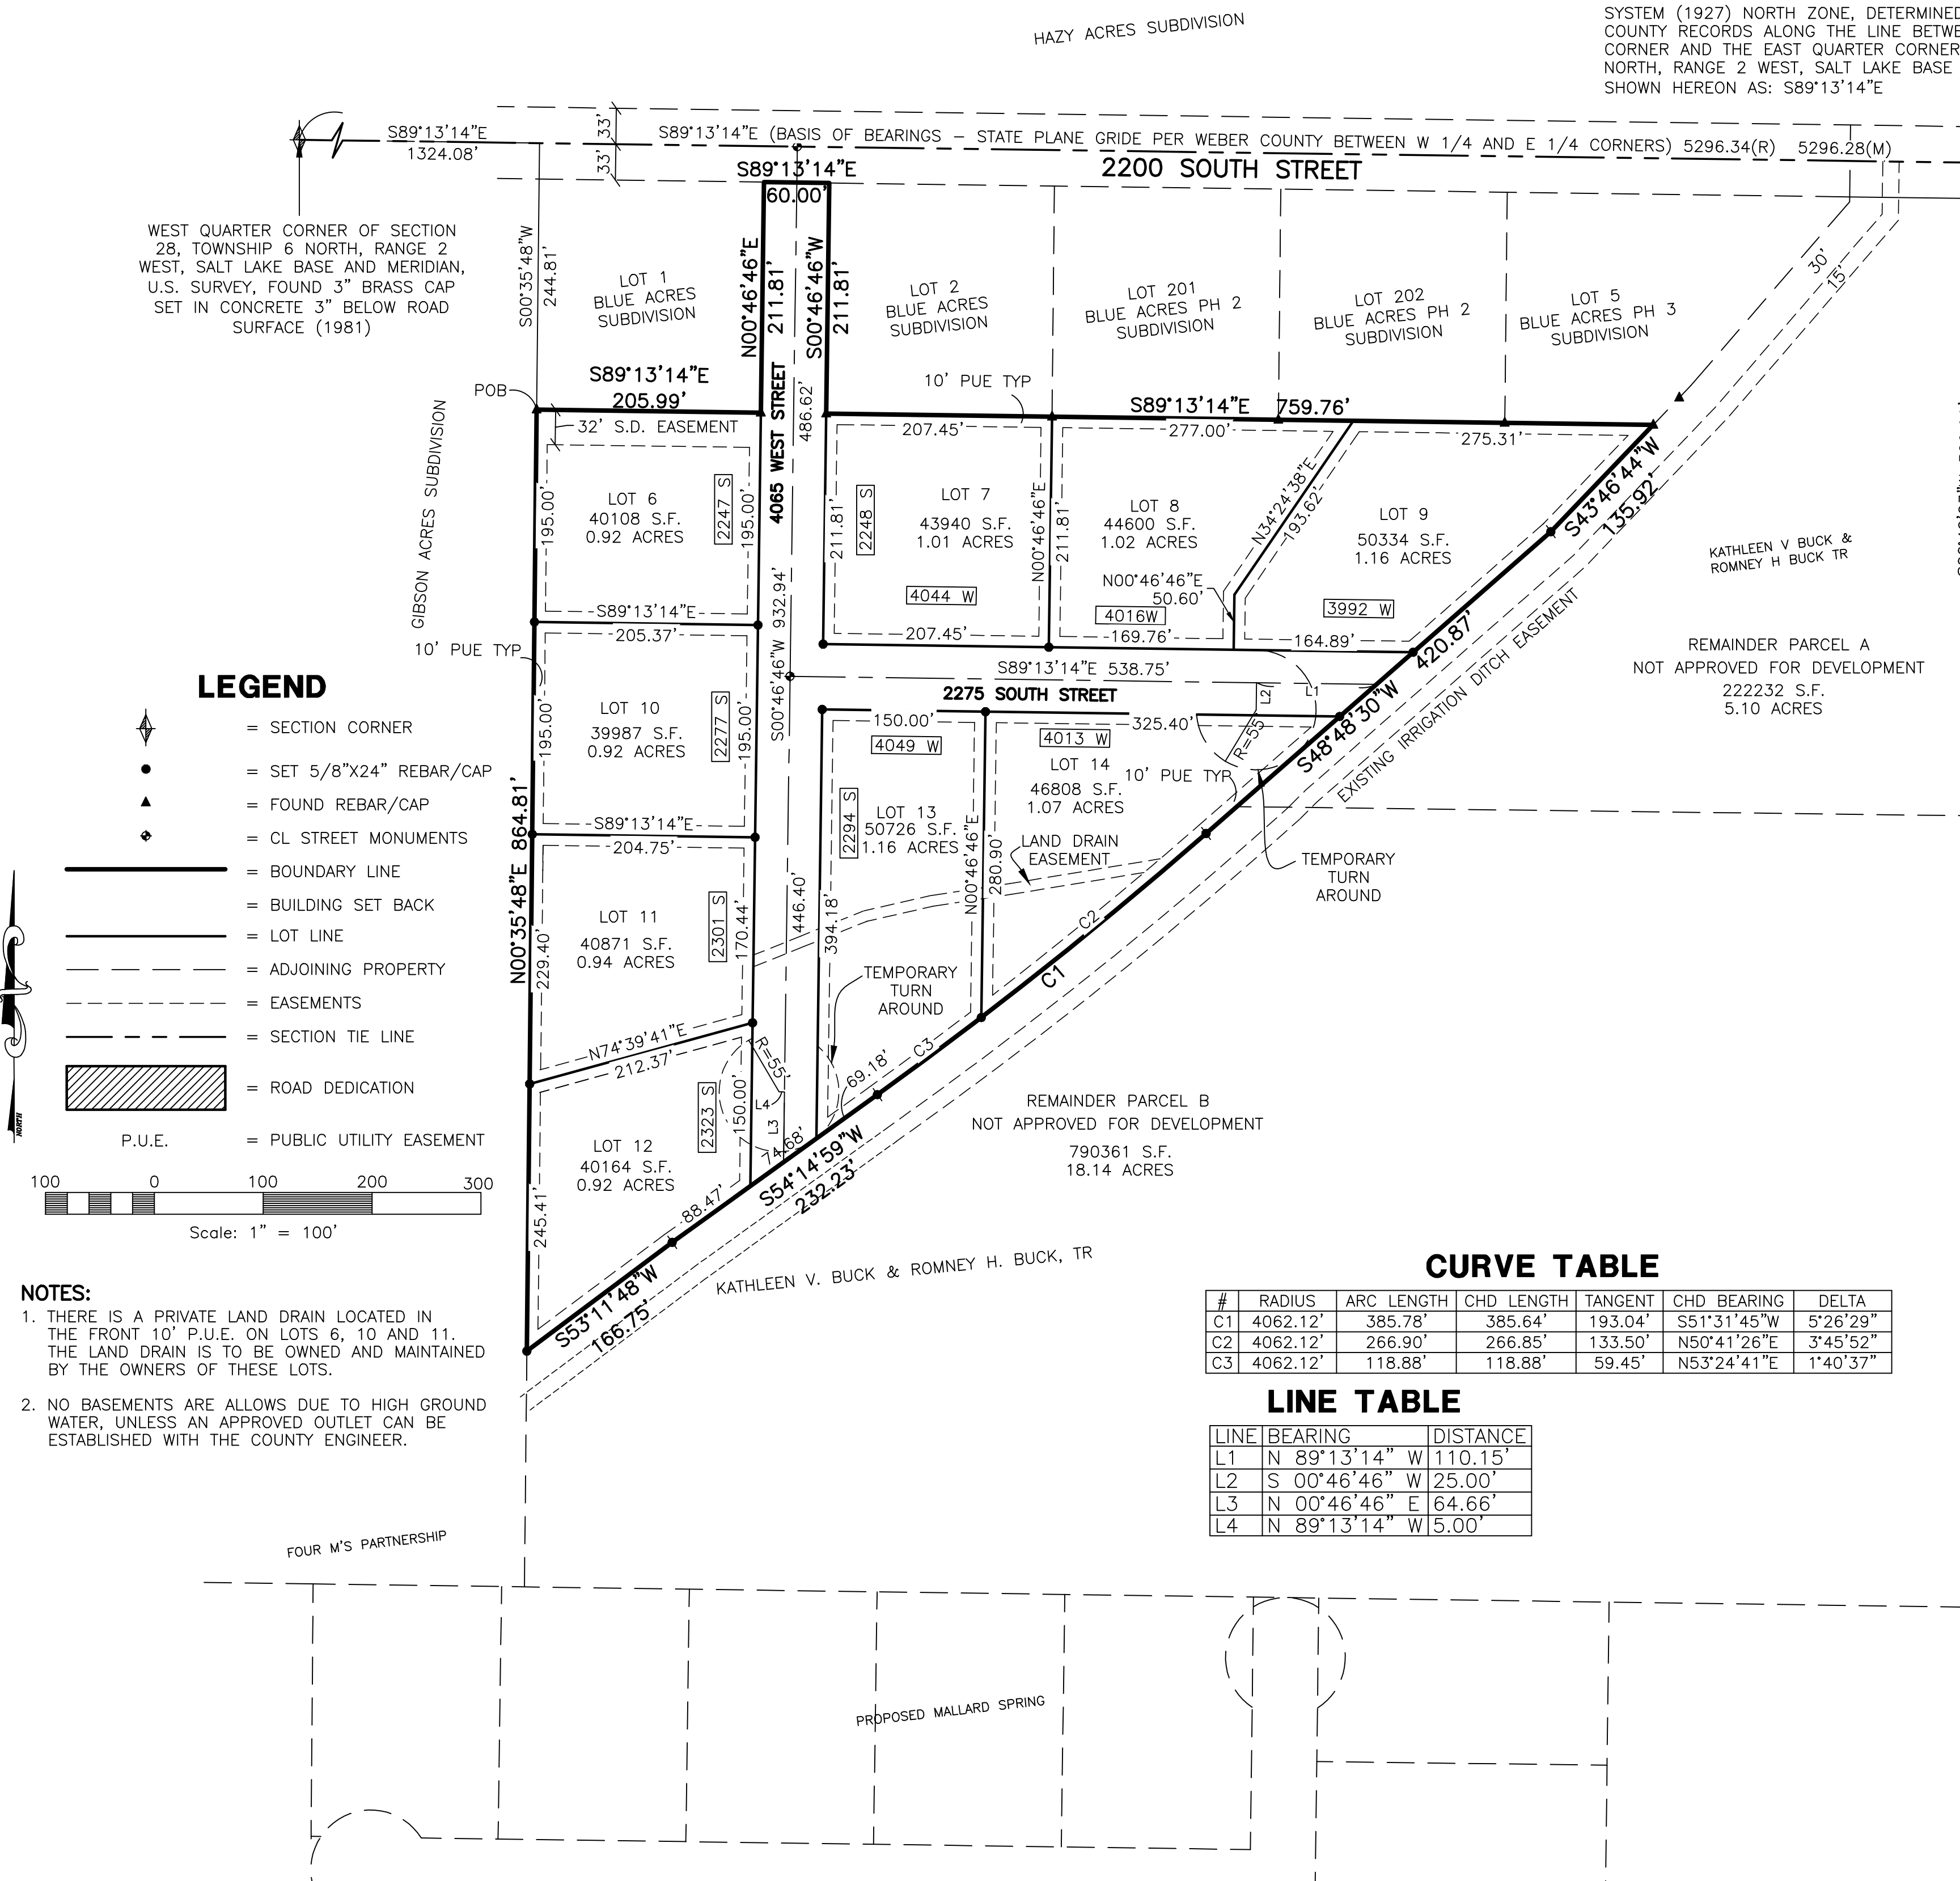 HAZY ACRES SUBDIVISION
SYSTEM (1927) NORTH ZONE, DETERMINED
COUNTY RECORDS ALONG THE LINE BETWE
CORNER AND THE EAST QUARTER CORNER
NORTH, RANGE 2 WEST, SALT LAKE BASE
SHOWN HEREON AS: S89°13'14"E
S89°13'14"E
1324.08'
33'
33'
S89°13'14"E (BASIS OF BEARINGS – STATE PLANE GRIDE PER WEBER COUNTY BETWEEN W 1/4 AND E 1/4 CORNERS) 5296.34(R) 5296.28(M)
2200 SOUTH STREET
S89°13'14"E
60.00'
WEST QUARTER CORNER OF SECTION
28, TOWNSHIP 6 NORTH, RANGE 2
WEST, SALT LAKE BASE AND MERIDIAN,
U.S. SURVEY, FOUND 3" BRASS CAP
SET IN CONCRETE 3" BELOW ROAD
SURFACE (1981)
S00°35'48"W
244.81'
LOT 1
BLUE ACRES
SUBDIVISION
N00°46'46"E
211.81'
S00°46'46"W
211.81'
LOT 2
BLUE ACRES
SUBDIVISION
LOT 201
BLUE ACRES PH 2
SUBDIVISION
LOT 202
BLUE ACRES PH 2
SUBDIVISION
LOT 5
BLUE ACRES PH 3
SUBDIVISION
30'
15'
POB
S89°13'14"E
205.99'
10' PUE TYP
S89°13'14"E 759.76'
GIBSON ACRES SUBDIVISION
32' S.D. EASEMENT
4065 WEST STREET
486.62'
207.45'
277.00'
275.31'
S43°46'44"W
135.92'
195.00'
LOT 6
40108 S.F.
0.92 ACRES
2247 S
195.00'
211.81'
2248 S
LOT 7
43940 S.F.
1.01 ACRES
4044 W
207.45'
N00°46'46"E
211.81'
LOT 8
44600 S.F.
1.02 ACRES
N34°24'38"E
193.62'
N00°46'46"E
50.60'
4016W
169.76'
LOT 9
50334 S.F.
1.16 ACRES
3992 W
164.89'
KATHLEEN V BUCK &
ROMNEY H BUCK TR
S89°13'14"E
205.37'
10' PUE TYP
S00°46'46"W 932.94'
S89°13'14"E 538.75'
2275 SOUTH STREET
L2
L1
R=55'
S48°48'30"W
420.87'
EXISTING IRRIGATION DITCH EASEMENT
REMAINDER PARCEL A
NOT APPROVED FOR DEVELOPMENT
222232 S.F.
5.10 ACRES
LEGEND
= SECTION CORNER
= SET 5/8"X24" REBAR/CAP
= FOUND REBAR/CAP
= CL STREET MONUMENTS
= BOUNDARY LINE
= BUILDING SET BACK
= LOT LINE
= ADJOINING PROPERTY
= EASEMENTS
= SECTION TIE LINE
= ROAD DEDICATION
P.U.E. = PUBLIC UTILITY EASEMENT
NORTH
100 0 100 200 300
Scale: 1" = 100'
195.00'
LOT 10
39987 S.F.
0.92 ACRES
2277 S
195.00'
150.00'
4049 W
325.40'
4013 W
LOT 14
46808 S.F.
1.07 ACRES
10' PUE TYP
2294 S
LOT 13
50726 S.F.
1.16 ACRES
N00°46'46"E
280.90'
LAND DRAIN
EASEMENT
TEMPORARY
TURN
AROUND
N00°35'48"E 864.81'
S89°13'14"E
204.75'
229.40'
LOT 11
40871 S.F.
0.94 ACRES
2301 S
170.44'
446.40'
394.18'
TEMPORARY
TURN
AROUND
C2
C1
C3
69.18'
N74°39'41"E
212.37'
R=55'
L4
L3
74.68'
S54°14'59"W
232.23'
245.41'
LOT 12
40164 S.F.
0.92 ACRES
2323 S
150.00'
88.47'
S53°11'48"W
166.75'
REMAINDER PARCEL B
NOT APPROVED FOR DEVELOPMENT
790361 S.F.
18.14 ACRES
KATHLEEN V. BUCK & ROMNEY H. BUCK, TR
NOTES:
1. THERE IS A PRIVATE LAND DRAIN LOCATED IN
THE FRONT 10' P.U.E. ON LOTS 6, 10 AND 11.
THE LAND DRAIN IS TO BE OWNED AND MAINTAINED
BY THE OWNERS OF THESE LOTS.
2. NO BASEMENTS ARE ALLOWS DUE TO HIGH GROUND
WATER, UNLESS AN APPROVED OUTLET CAN BE
ESTABLISHED WITH THE COUNTY ENGINEER.
CURVE TABLE
# RADIUS ARC LENGTH CHD LENGTH TANGENT CHD BEARING DELTA
C1 4062.12' 385.78' 385.64' 193.04' S51°31'45"W 5°26'29"
C2 4062.12' 266.90' 266.85' 133.50' N50°41'26"E 3°45'52"
C3 4062.12' 118.88' 118.88' 59.45' N53°24'41"E 1°40'37"
LINE TABLE
LINE BEARING DISTANCE
L1 N 89°13'14" W 110.15'
L2 S 00°46'46" W 25.00'
L3 N 00°46'46" E 64.66'
L4 N 89°13'14" W 5.00'
FOUR M'S PARTNERSHIP
PROPOSED MALLARD SPRING